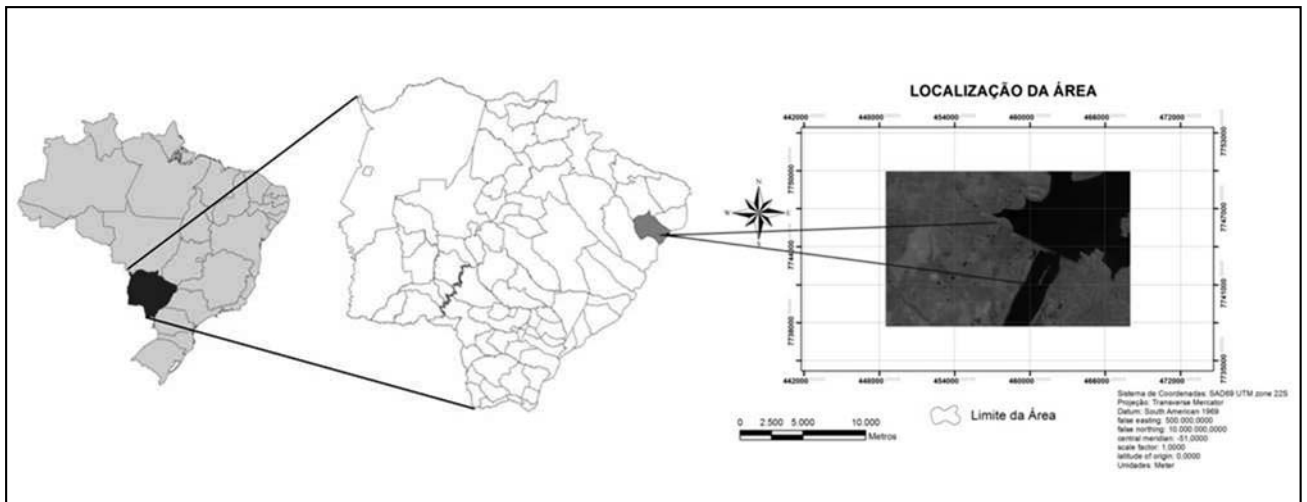 LOCALIZAÇÃO DA ÁREA
442000 448000 454000 460000 466000 472000
7753000
7750000
7747000
7744000
7741000
7738000
7735000
442000 448000 454000 460000 466000 472000
N
W E
S
0 2.500 5.000 10.000
Metros
Limite da Área
Sistema de Coordenadas: SAD69 UTM zone 22S
Projeção: Transverse Mercator
Datum: South American 1969
false easting: 500.000,0000
false northing: 10.000.000,0000
central meridian: -51,0000
scale factor: 1,0000
latitude of origin: 0,0000
Unidades: Meter